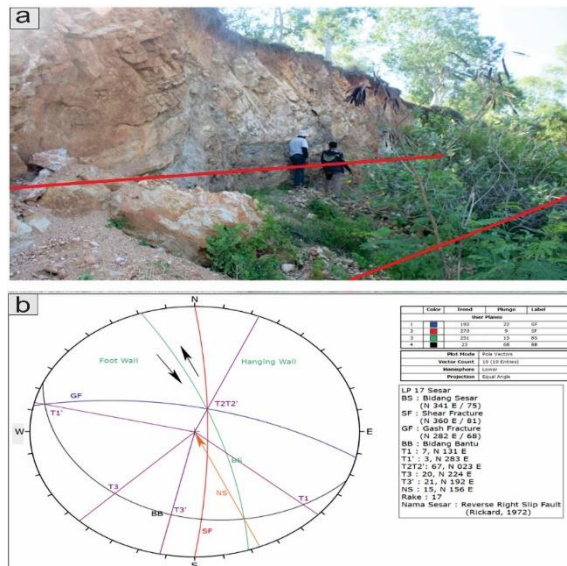 a
b
N
Foot Wall
Hanging Wall
GF
T2T2'
T1'
W
E
BS
NS
T3
T1
BB
T3'
SF
S
Color Trend Plunge Label
User Planes
1 192 22 GF
2 270 9 SF
3 251 15 BS
4 23 68 BB
Plot Mode Pole Vectors
Vector Count 10 (10 Entries)
Hemisphere Lower
Projection Equal Angle
LP 17 Sesar
BS : Bidang Sesar
(N 341 E / 75)
SF : Shear Fracture
(N 360 E / 81)
GF : Gash Fracture
(N 282 E / 68)
BB : Bidang Bantu
T1 : 7, N 131 E
T1' : 3, N 283 E
T2T2': 67, N 023 E
T3 : 20, N 224 E
T3' : 21, N 192 E
NS : 15, N 156 E
Rake : 17
Nama Sesar : Reverse Right Slip Fault
(Rickard, 1972)